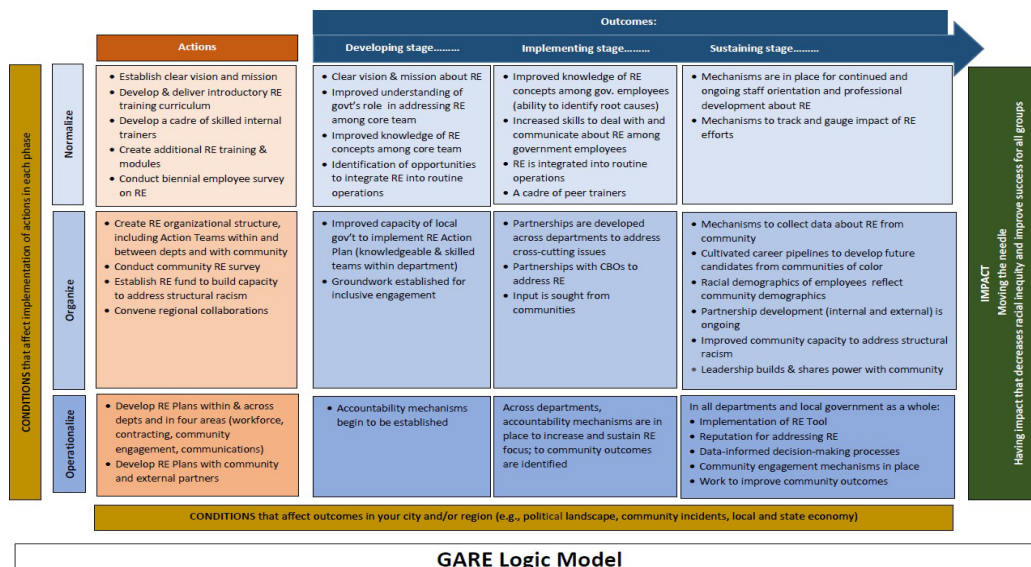 Outcomes:
Actions
Developing stage………
Implementing stage……..
Sustaining stage………
CONDITIONS that affect implementation of actions in each phase
Normalize
• Establish clear vision and mission
• Develop & deliver introductory RE
training curriculum
• Develop a cadre of skilled internal
trainers
• Create additional RE training &
modules
• Conduct biennial employee survey
on RE
• Clear vision & mission about RE
• Improved understanding of
govt's role in addressing RE
among core team
• Improved knowledge of RE
concepts among core team
• Identification of opportunities
to integrate RE into routine
operations
• Improved knowledge of RE
concepts among gov. employees
(ability to identify root causes)
• Increased skills to deal with and
communicate about RE among
government employees
• RE is integrated into routine
operations
• A cadre of peer trainers
• Mechanisms are in place for continued and
ongoing staff orientation and professional
development about RE
• Mechanisms to track and gauge impact of RE
efforts
Organize
• Create RE organizational structure,
including Action Teams within and
between depts and with community
• Conduct community RE survey
• Establish RE fund to build capacity
to address structural racism
• Convene regional collaborations
• Improved capacity of local
gov't to implement RE Action
Plan (knowledgeable & skilled
teams within department)
• Groundwork established for
inclusive engagement
• Partnerships are developed
across departments to address
cross-cutting issues
• Partnerships with CBOs to
address RE
• Input is sought from
communities
• Mechanisms to collect data about RE from
community
• Cultivated career pipelines to develop future
candidates from communities of color
• Racial demographics of employees reflect
community demographics
• Partnership development (internal and external) is
ongoing
• Improved community capacity to address structural
racism
• Leadership builds & shares power with community
Operationalize
• Develop RE Plans within & across
depts and in four areas (workforce,
contracting, community
engagement, communications)
• Develop RE Plans with community
and external partners
• Accountability mechanisms
begin to be established
Across departments,
accountability mechanisms are in
place to increase and sustain RE
focus; to community outcomes
are identified
In all departments and local government as a whole:
• Implementation of RE Tool
• Reputation for addressing RE
• Data-informed decision-making processes
• Community engagement mechanisms in place
• Work to improve community outcomes
IMPACT
Moving the needle
Having impact that decreases racial inequity and improve success for all groups
CONDITIONS that affect outcomes in your city and/or region (e.g., political landscape, community incidents, local and state economy)
GARE Logic Model